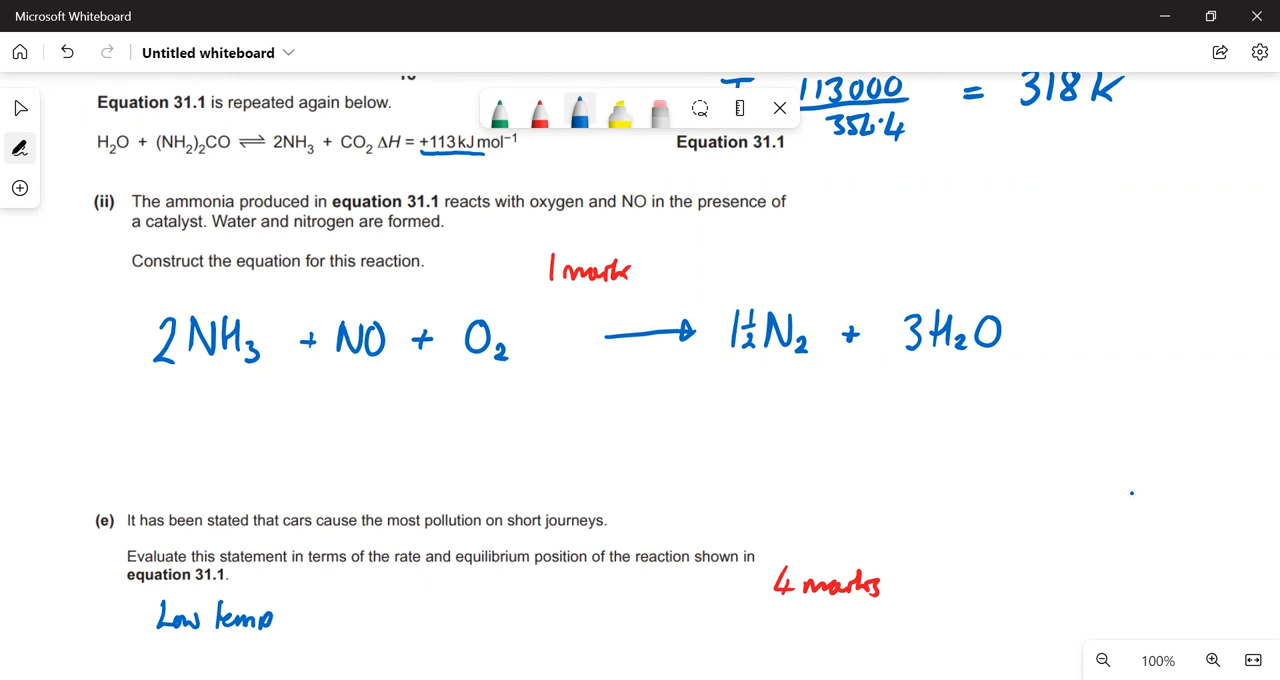 Microsoft Whiteboard
Untitled whiteboard
113000 = 318K
356.4
Equation 31.1 is repeated again below.
H₂O + (NH₂)₂CO ⇌ 2NH₃ + CO₂ ΔH = +113 kJ mol⁻¹ Equation 31.1
(ii) The ammonia produced in equation 31.1 reacts with oxygen and NO in the presence of
a catalyst. Water and nitrogen are formed.
Construct the equation for this reaction.
1 mark
2NH₃ + NO + O₂ → 1½N₂ + 3H₂O
(e) It has been stated that cars cause the most pollution on short journeys.
Evaluate this statement in terms of the rate and equilibrium position of the reaction shown in
equation 31.1.
4 marks
Low temp
100%